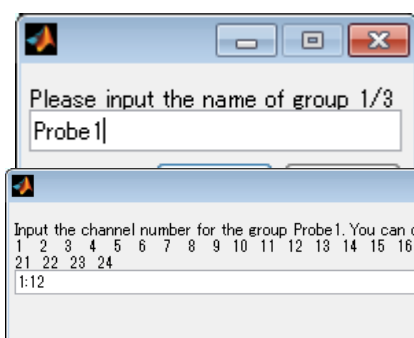 Please input the name of group 1/3
Probe1
Input the channel number for the group Probe1. You can
1 2 3 4 5 6 7 8 9 10 11 12 13 14 15 16
21 22 23 24
1:12